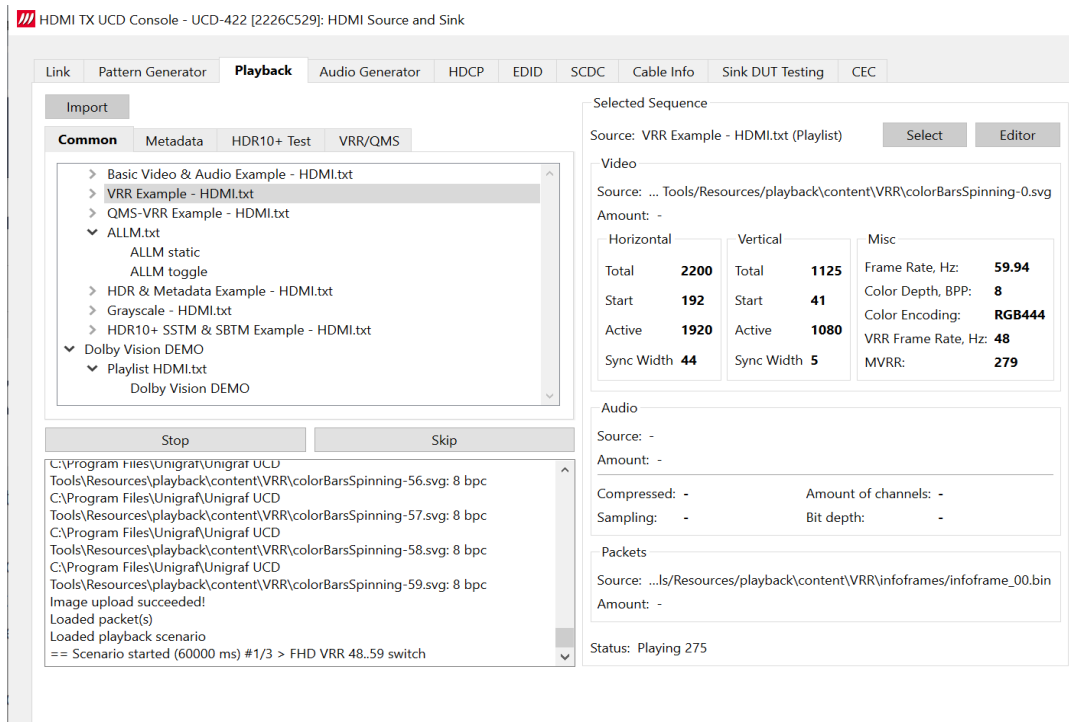 HDMI TX UCD Console - UCD-422 [2226C529]: HDMI Source and Sink
Link Pattern Generator Playback Audio Generator HDCP EDID SCDC Cable Info Sink DUT Testing CEC
Import
Common Metadata HDR10+ Test VRR/QMS
Basic Video & Audio Example - HDMI.txt
VRR Example - HDMI.txt
QMS-VRR Example - HDMI.txt
ALLM.txt
ALLM static
ALLM toggle
HDR & Metadata Example - HDMI.txt
Grayscale - HDMI.txt
HDR10+ SSTM & SBTM Example - HDMI.txt
Dolby Vision DEMO
Playlist HDMI.txt
Dolby Vision DEMO
Stop Skip
C:\Program Files\Unigraf\Unigraf UCD
Tools\Resources\playback\content\VRR\colorBarsSpinning-56.svg: 8 bpc
C:\Program Files\Unigraf\Unigraf UCD
Tools\Resources\playback\content\VRR\colorBarsSpinning-57.svg: 8 bpc
C:\Program Files\Unigraf\Unigraf UCD
Tools\Resources\playback\content\VRR\colorBarsSpinning-58.svg: 8 bpc
C:\Program Files\Unigraf\Unigraf UCD
Tools\Resources\playback\content\VRR\colorBarsSpinning-59.svg: 8 bpc
Image upload succeeded!
Loaded packet(s)
Loaded playback scenario
== Scenario started (60000 ms) #1/3 > FHD VRR 48..59 switch
Selected Sequence
Source: VRR Example - HDMI.txt (Playlist) Select Editor
Video
Source: ... Tools/Resources/playback\content\VRR\colorBarsSpinning-0.svg
Amount: -
Horizontal
Total 2200
Start 192
Active 1920
Sync Width 44
Vertical
Total 1125
Start 41
Active 1080
Sync Width 5
Misc
Frame Rate, Hz: 59.94
Color Depth, BPP: 8
Color Encoding: RGB444
VRR Frame Rate, Hz: 48
MVRR: 279
Audio
Source: -
Amount: -
Compressed: - Amount of channels: -
Sampling: - Bit depth: -
Packets
Source: ...ls/Resources/playback\content\VRR\infoframes/infoframe_00.bin
Amount: -
Status: Playing 275